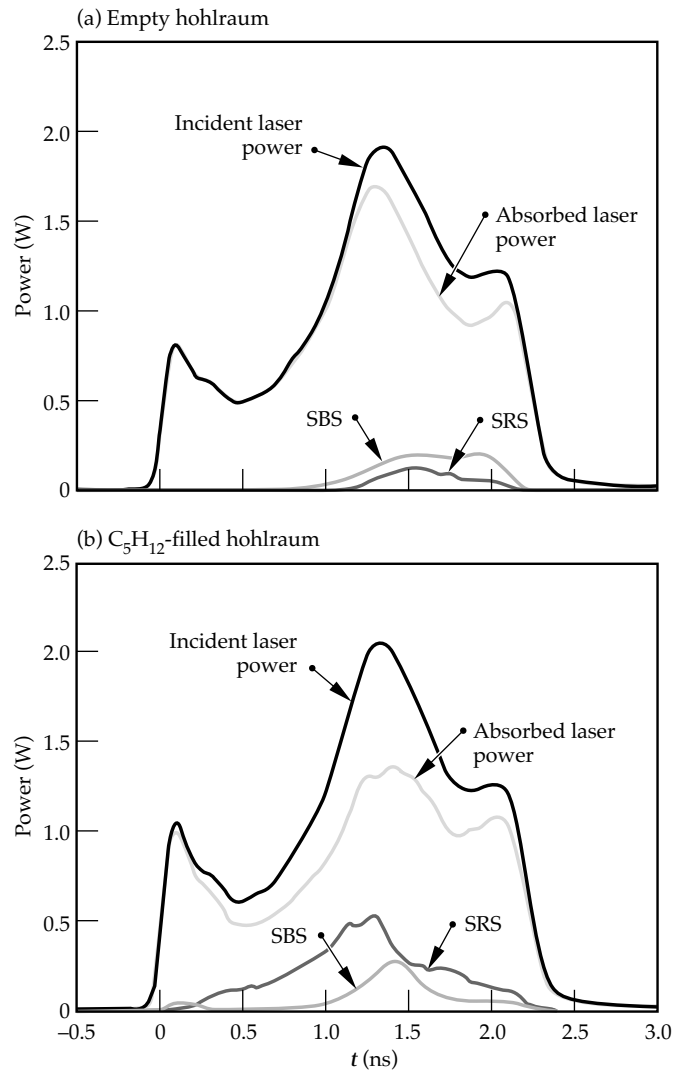 (a) Empty hohlraum
2.5
2.0
1.5
1.0
0.5
0
Power (W)
Incident laser
power
Absorbed laser
power
SBS
SRS
(b) C₅H₁₂-filled hohlraum
2.5
2.0
1.5
1.0
0.5
0
Power (W)
Incident laser
power
Absorbed laser
power
SBS
SRS
–0.5 0 0.5 1.0 1.5 2.0 2.5 3.0
t (ns)